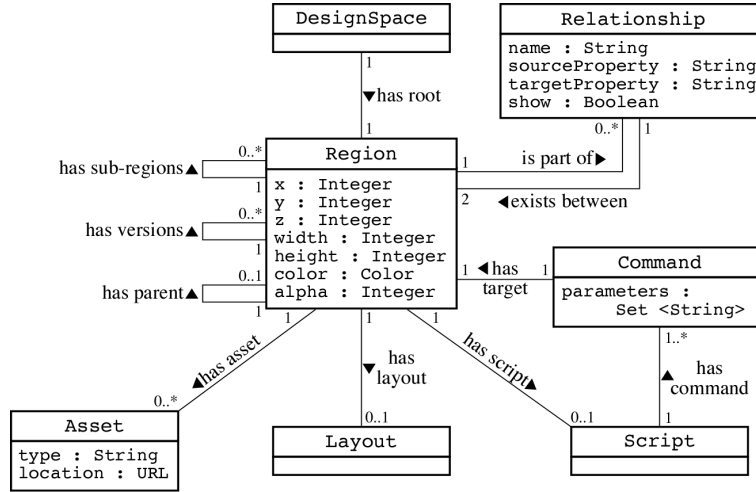 DesignSpace
1
has root
1
Relationship
name : String
sourceProperty : String
targetProperty : String
show : Boolean
0..*
1
Region
x : Integer
y : Integer
z : Integer
width : Integer
height : Integer
color : Color
alpha : Integer
0..*
has sub-regions
1
0..*
has versions
1
0..1
has parent
1
1
is part of
2
exists between
1
has
target
1
Command
parameters :
Set <String>
1..*
has
command
1
1
has asset
0..*
1
has
layout
0..1
1
has script
0..1
Asset
type : String
location : URL
Layout
Script